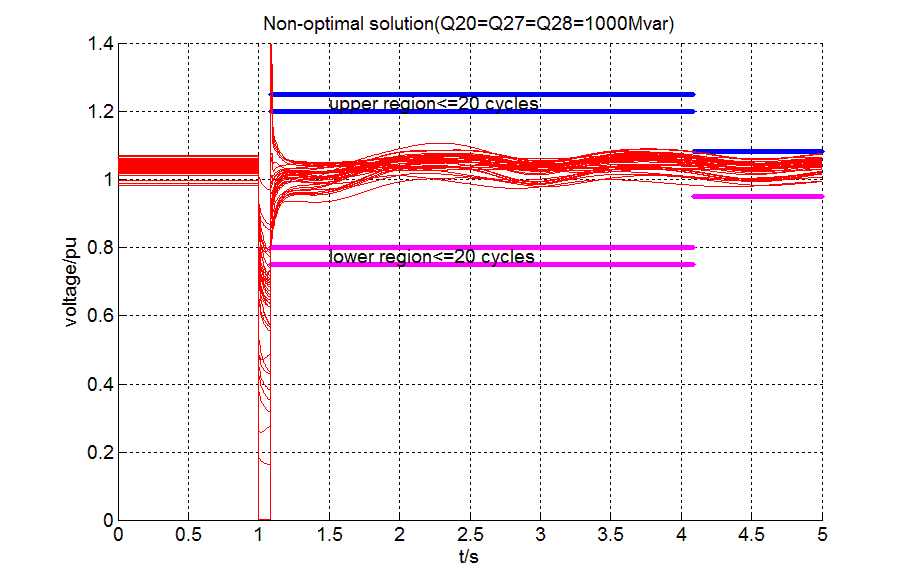 Non-optimal solution(Q20=Q27=Q28=1000Mvar)
1.4
1.2
1
0.8
0.6
0.4
0.2
0
voltage/pu
upper region<=20 cycles
lower region<=20 cycles
0 0.5 1 1.5 2 2.5 3 3.5 4 4.5 5
t/s